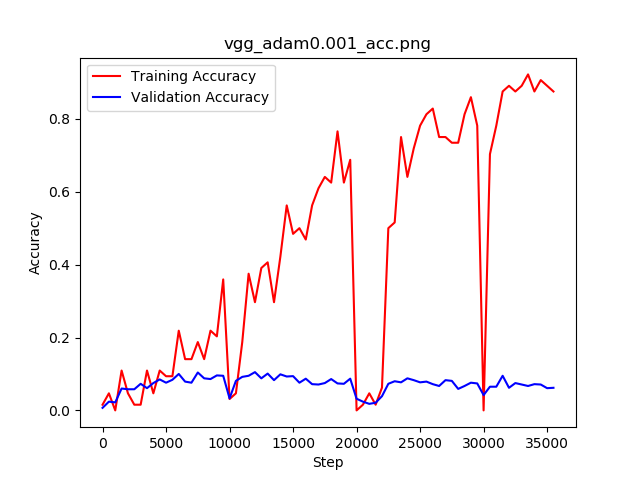 vgg_adam0.001_acc.png
Training Accuracy
Validation Accuracy
Accuracy
0.8
0.6
0.4
0.2
0.0
0 5000 10000 15000 20000 25000 30000 35000
Step